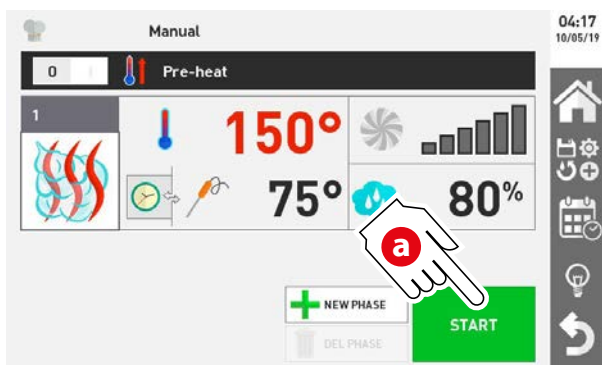 Manual
04:17
10/05/19
0 I Pre-heat
1
150°
75°
80%
a
NEW PHASE
DEL PHASE
START